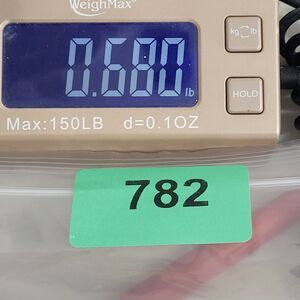 WeighMax®
0.680 lb
kg lb
HOLD
Max:150LB d=0.1OZ
782